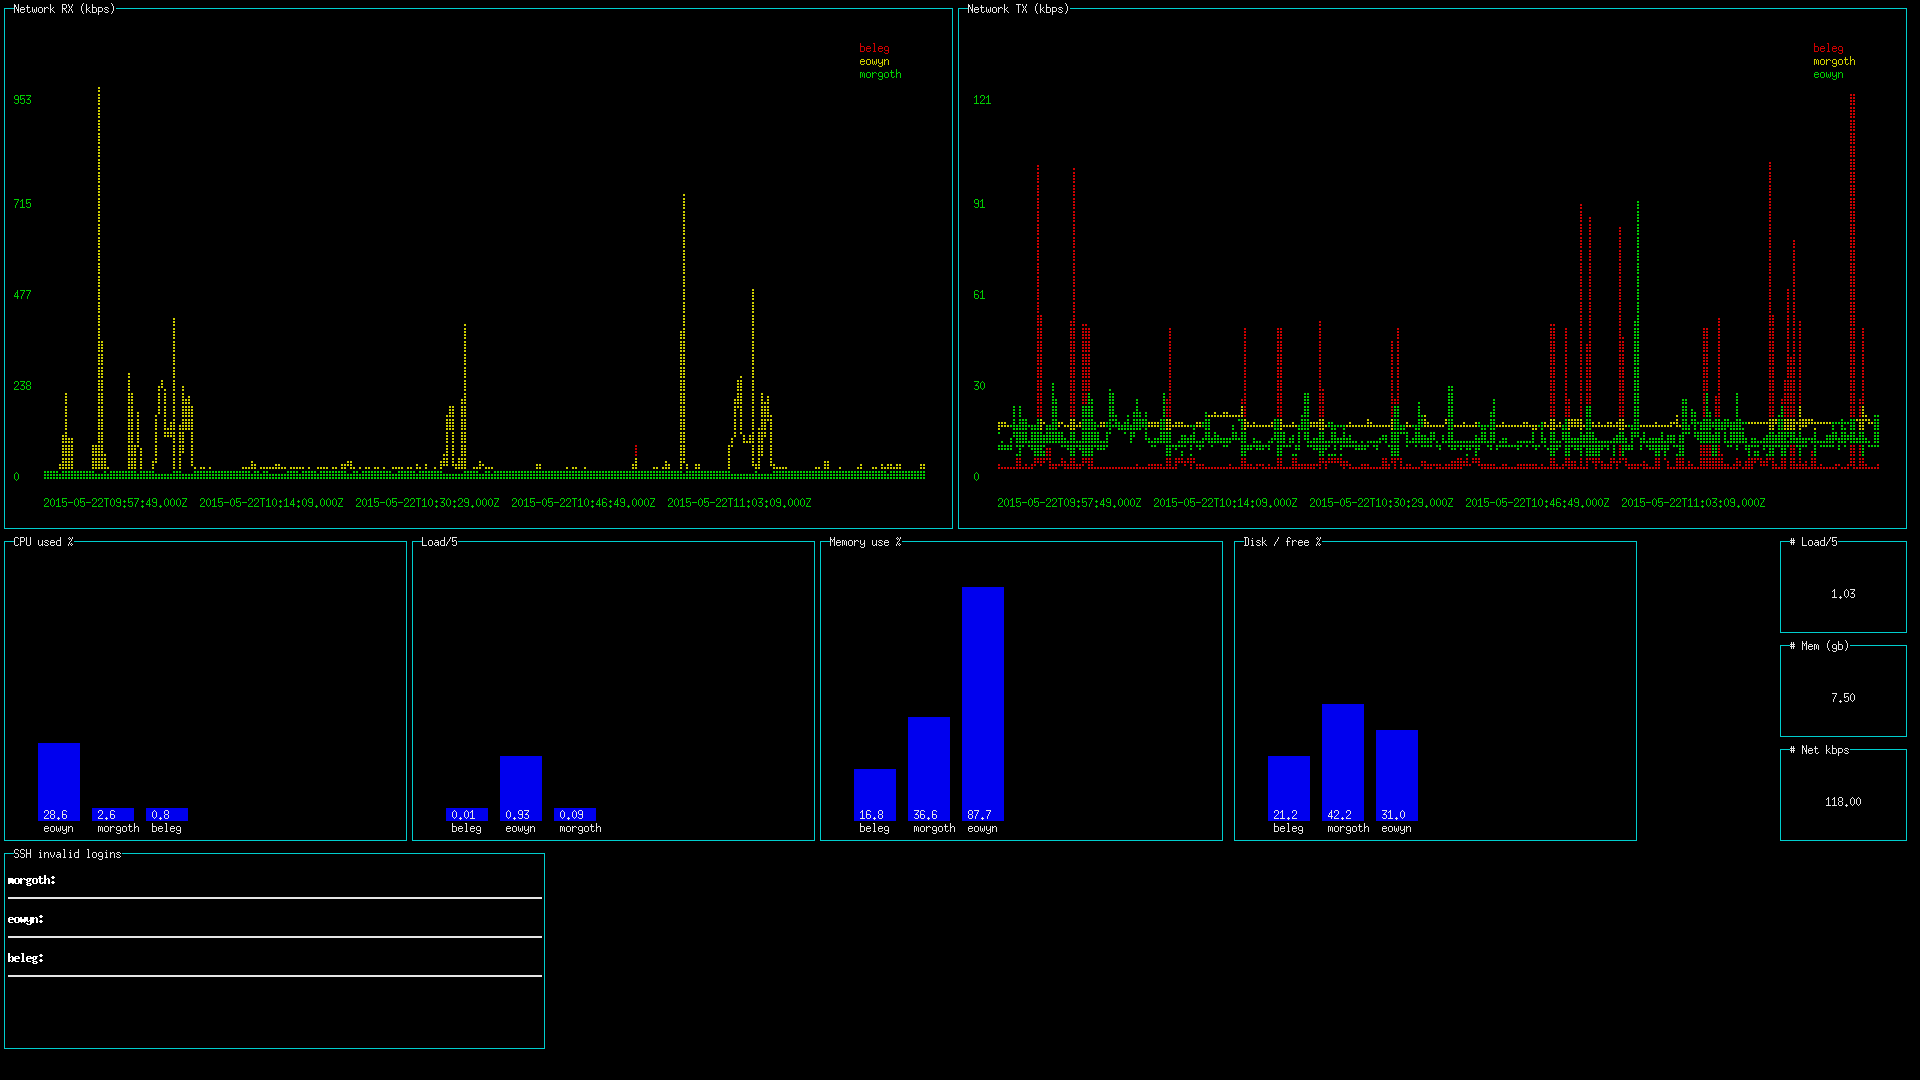 Network RX (kbps)
beleg
eowyn
morgoth
953
715
477
238
0
2015-05-22T09:57:49.000Z 2015-05-22T10:14:09.000Z 2015-05-22T10:30:29.000Z 2015-05-22T10:46:49.000Z 2015-05-22T11:03:09.000Z
Network TX (kbps)
beleg
morgoth
eowyn
121
91
61
30
0
2015-05-22T09:57:49.000Z 2015-05-22T10:14:09.000Z 2015-05-22T10:30:29.000Z 2015-05-22T10:46:49.000Z 2015-05-22T11:03:09.000Z
CPU used %
28.6 2.6 0.8
eowyn morgoth beleg
Load/5
0.01 0.93 0.09
beleg eowyn morgoth
Memory use %
16.8 36.6 87.7
beleg morgoth eowyn
Disk / free %
21.2 42.2 31.0
beleg morgoth eowyn
# Load/5
1.03
# Mem (gb)
7.50
# Net kbps
118.00
SSH invalid logins
morgoth:
eowyn:
beleg: